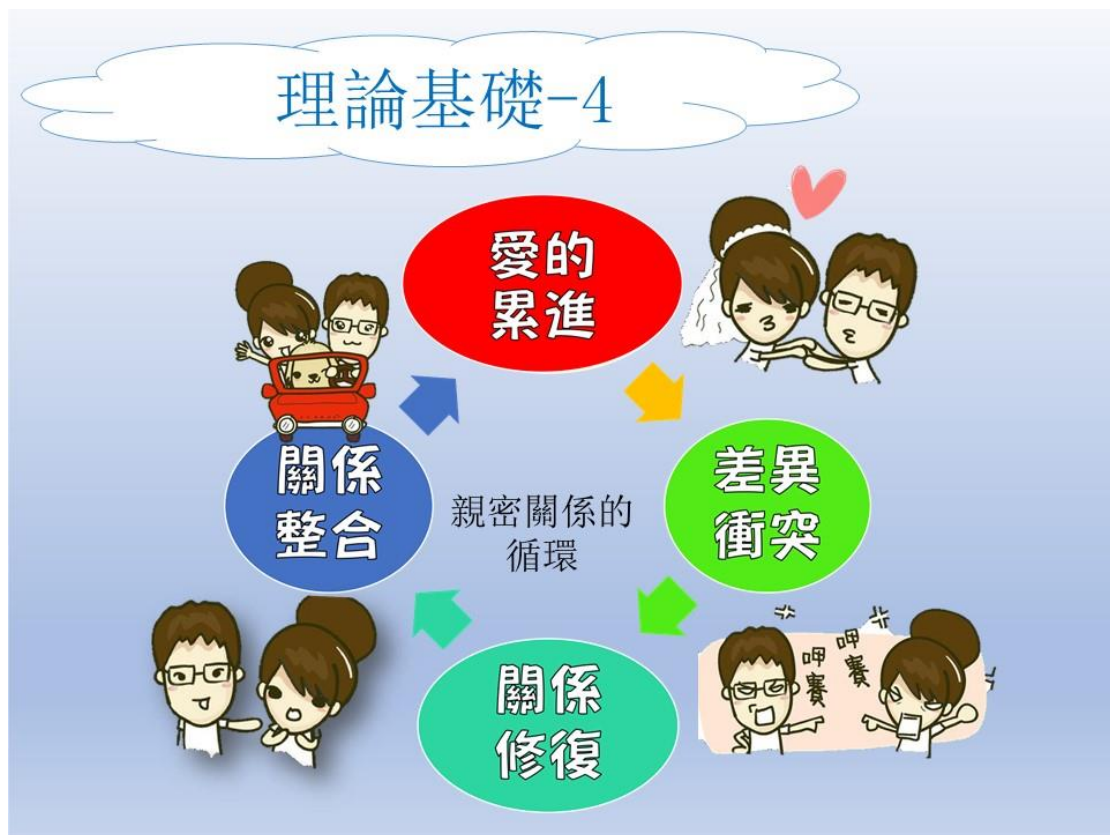 理論基礎-4
愛的
累進
差異
衝突
親密關係的
循環
關係
整合
關係
修復
呷賽
呷賽